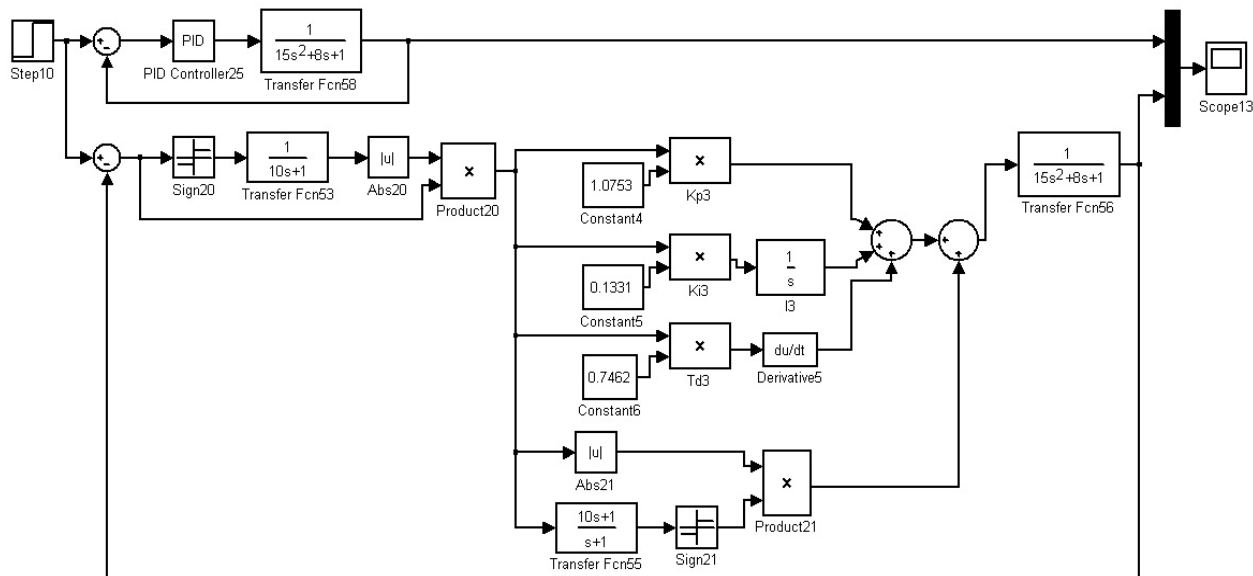 Step10
+
-
PID
PID Controller25
1
15s²+8s+1
Transfer Fcn58
Scope13
+
-
Sign20
1
10s+1
Transfer Fcn53
|u|
Abs20
×
Product20
1.0753
Constant4
×
Kp3
0.1331
Constant5
×
Ki3
1
s
I3
0.7462
Constant6
×
Td3
du/dt
Derivative5
+
+
+
+
+
1
15s²+8s+1
Transfer Fcn56
|u|
Abs21
10s+1
s+1
Transfer Fcn55
Sign21
×
Product21